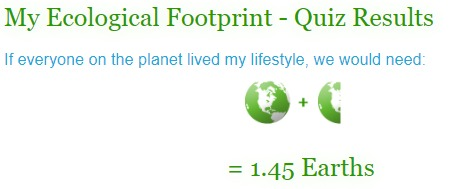 My Ecological Footprint - Quiz Results
If everyone on the planet lived my lifestyle, we would need:
+
= 1.45 Earths